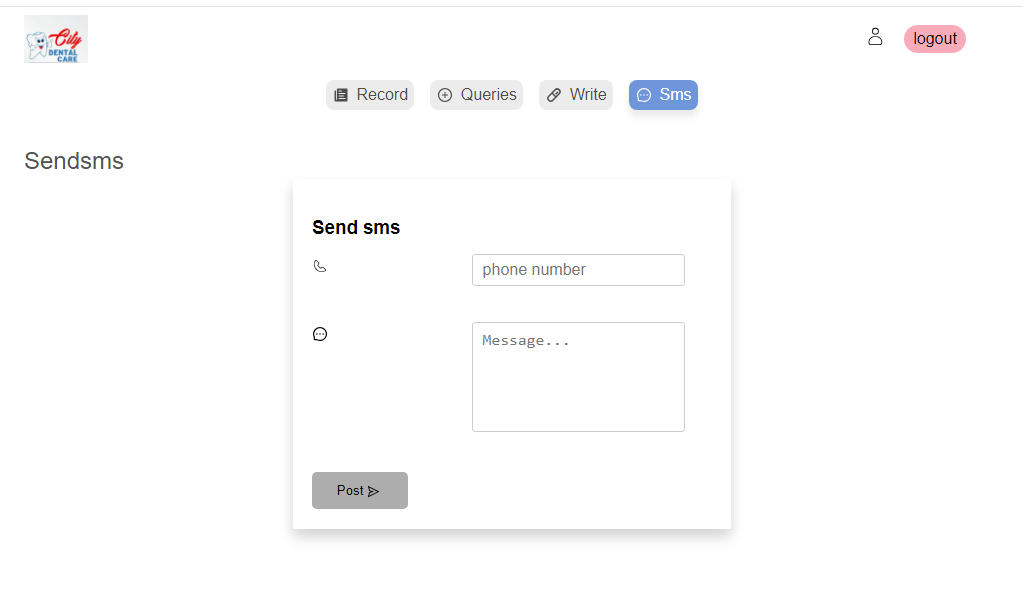 City
DENTAL
CARE
logout
Record
Queries
Write
Sms
Sendsms
Send sms
phone number
Message...
Post